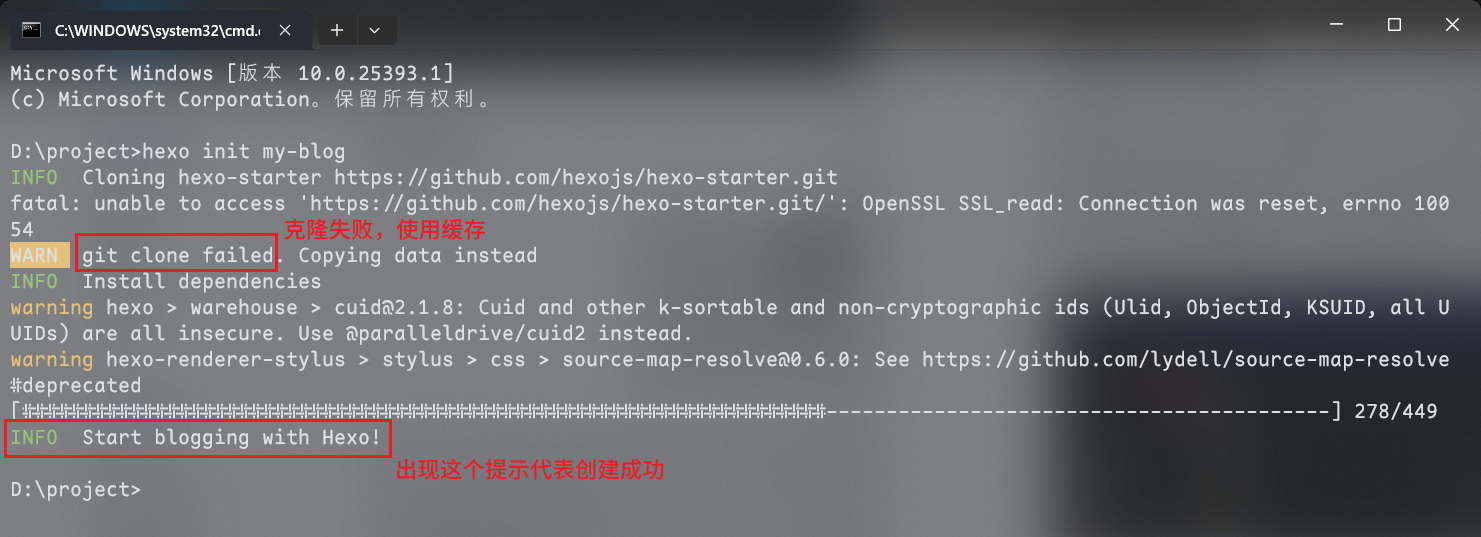 C:\WINDOWS\system32\cmd.
Microsoft Windows [版本 10.0.25393.1]
(c) Microsoft Corporation。保留所有权利。
D:\project>hexo init my-blog
INFO  Cloning hexo-starter https://github.com/hexojs/hexo-starter.git
fatal: unable to access 'https://github.com/hexojs/hexo-starter.git/': OpenSSL SSL_read: Connection was reset, errno 100
54
克隆失败，使用缓存
WARN  git clone failed. Copying data instead
INFO  Install dependencies
warning hexo > warehouse > cuid@2.1.8: Cuid and other k-sortable and non-cryptographic ids (Ulid, ObjectId, KSUID, all U
UIDs) are all insecure. Use @paralleldrive/cuid2 instead.
warning hexo-renderer-stylus > stylus > css > source-map-resolve@0.6.0: See https://github.com/lydell/source-map-resolve
#deprecated
[###################################################################------------------------------------------] 278/449
INFO  Start blogging with Hexo!
出现这个提示代表创建成功
D:\project>